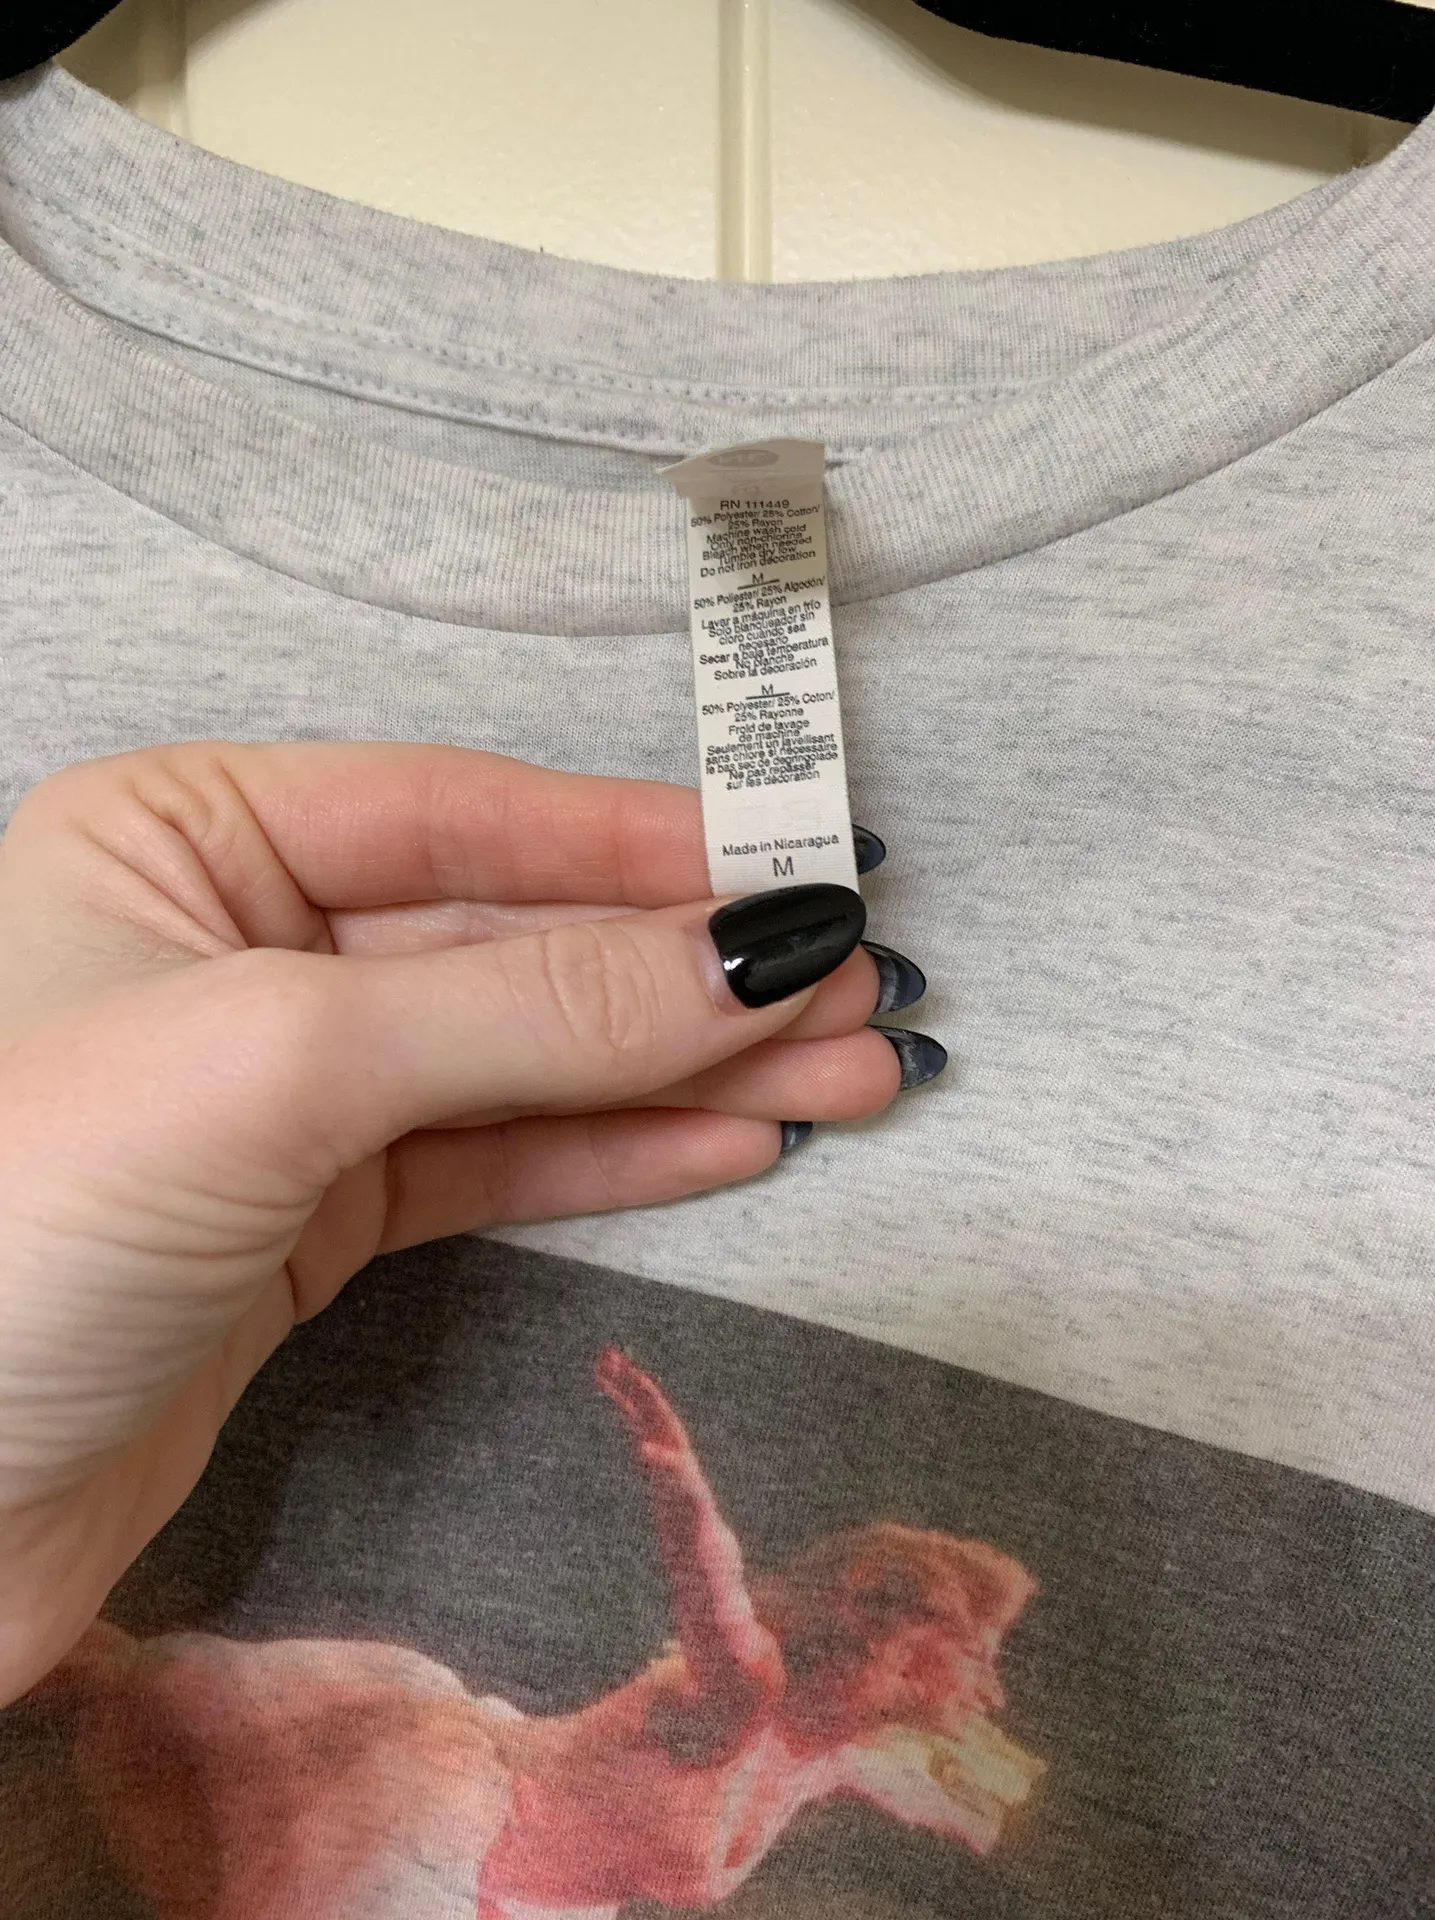 RN 111449
50% Polyester/ 25% Cotton/
25% Rayon
Machine wash cold
Only non-chlorine
Bleach when needed
Tumble dry low
Do not iron decoration
M
50% Poliester/ 25% Algodón/
25% Rayon
Lavar a máquina en frío
Solo blanqueador sin
cloro cuando sea
necesario
Secar a baja temperatura
No Planche
Sobre la decoración
M
50% Polyester/ 25% Coton/
25% Rayonne
Froid de lavage
de machine
Seulement un javellisant
sans chlore si nécessaire
le bas sec de degringolade
Ne pas repasser
sur les décoration
Made in Nicaragua
M